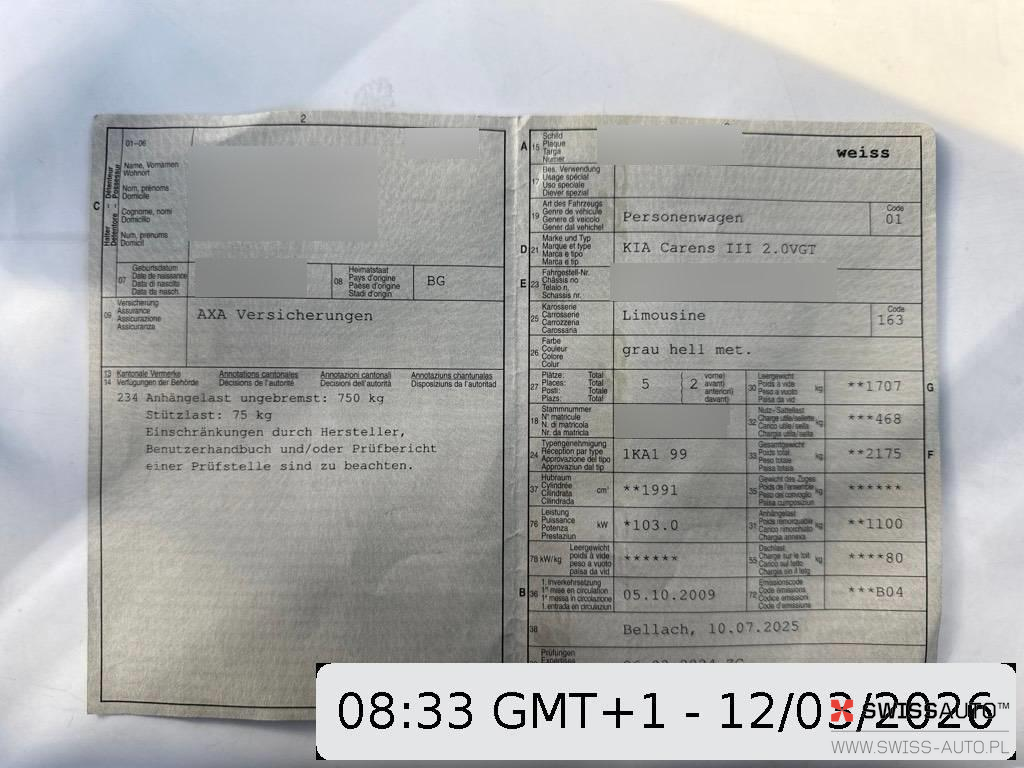 2
01-06
Name, Vornamen
Wohnort
Nom, prénoms
Domicile
Cognome, nomi
Domicilio
Num, prenums
Domicil
C
Halter - Détenteur
Detentore - Possessur
07
Geburtsdatum
Date de naissance
Data di nascita
Data da nasch.
08
Heimatstaat
Pays d'origine
Paese d'origine
Stadi d'origin
BG
09
Versicherung
Assurance
Assicurazione
Assicuranza
AXA Versicherungen
13 Kantonale Vermerke
14 Verfügungen der Behörde
Annotations cantonales
Décisions de l'autorité
Annotazioni cantonali
Decisioni dell'autorità
Annotaziuns chantunalas
Disposiziuns da l'autoritad
234 Anhängelast ungebremst: 750 kg
Stützlast: 75 kg
Einschränkungen durch Hersteller,
Benutzerhandbuch und/oder Prüfbericht
einer Prüfstelle sind zu beachten.
A 15
Schild
Plaque
Targa
Numer
weiss
17
Bes. Verwendung
Usage spécial
Uso speciale
Diever spezial
19
Art des Fahrzeugs
Genre de véhicule
Genere di veicolo
Gener dal vehichel
Personenwagen
Code
01
D 21
Marke und Typ
Marque et type
Marca e tipo
Marca e tip
KIA Carens III 2.0VGT
E 23
Fahrgestell-Nr.
Châssis no
Telaio n.
Schassis nr.
25
Karosserie
Carrosserie
Carrozzeria
Carossaria
Limousine
Code
163
26
Farbe
Couleur
Colore
Colur
grau hell met.
27
Plätze: Total
Places: Total
Posti: Totale
Plazs: Total
5
2
vorne)
avant)
anteriori)
davant)
30
Leergewicht
Poids à vide
Peso a vuoto
Paisa da vid
kg
**1707
G
18
Stammnummer
N° matricule
N. di matricola
Nr. da matricla
32
Nutz-/Sattellast
Charge utile/sellette
Carico utile/sella
Chargia utila/sella
kg
***468
24
Typengenehmigung
Réception par type
Approvazione del tipo
Approvaziun dal tip
1KA1 99
33
Gesamtgewicht
Poids total
Peso totale
Paisa totala
kg
**2175
F
37
Hubraum
Cylindrée
Cilindrata
Cilindrada
cm³
**1991
35
Gewicht des Zuges
Poids de l'ensemble
Peso del convoglio
Paisa cumposiziun
kg
******
76
Leistung
Puissance
Potenza
Prestaziun
kW
*103.0
31
Anhängelast
Poids remorquable
Carico rimorchiato
Chargia annexa
kg
**1100
78 kW/kg
Leergewicht
poids à vide
peso a vuoto
paisa da vid
******
55
Dachlast
Charge sur le toit
Carico sul tetto
Chargia sin il tetg
kg
****80
B 36
1. Inverkehrsetzung
1re mise en circulation
1a messa in circolazione
1. entrada en circulaziun
05.10.2009
72
Emissionscode
Code émissions
Codice emissioni
Code d'emissiuns
***B04
38
Bellach, 10.07.2025
Prüfungen
08:33 GMT+1 - 12/03/2026
SWISSAUTO™
WWW.SWISS-AUTO.PL